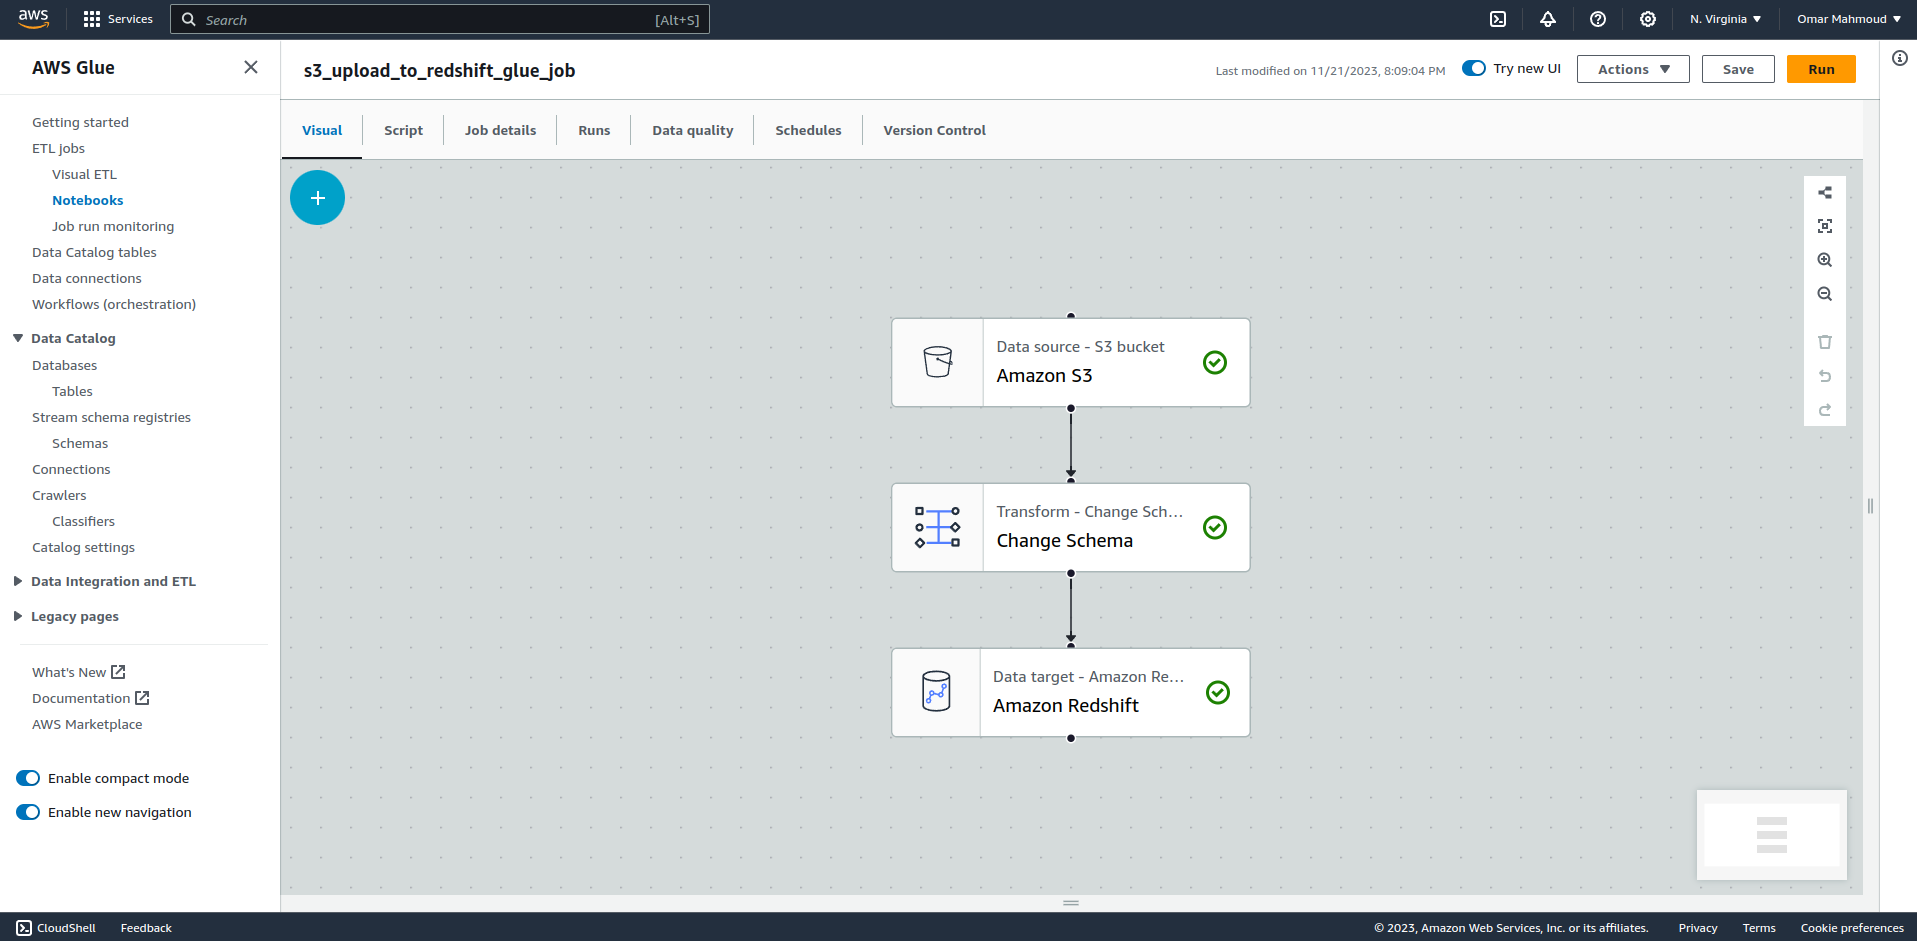 aws
Services
Search
[Alt+S]
N. Virginia
Omar Mahmoud
AWS Glue
Getting started
ETL jobs
Visual ETL
Notebooks
Job run monitoring
Data Catalog tables
Data connections
Workflows (orchestration)
Data Catalog
Databases
Tables
Stream schema registries
Schemas
Connections
Crawlers
Classifiers
Catalog settings
Data Integration and ETL
Legacy pages
What's New
Documentation
AWS Marketplace
Enable compact mode
Enable new navigation
s3_upload_to_redshift_glue_job
Last modified on 11/21/2023, 8:09:04 PM
Try new UI
Actions
Save
Run
Visual
Script
Job details
Runs
Data quality
Schedules
Version Control
Data source - S3 bucket
Amazon S3
Transform - Change Sch...
Change Schema
Data target - Amazon Re...
Amazon Redshift
CloudShell
Feedback
© 2023, Amazon Web Services, Inc. or its affiliates.
Privacy
Terms
Cookie preferences